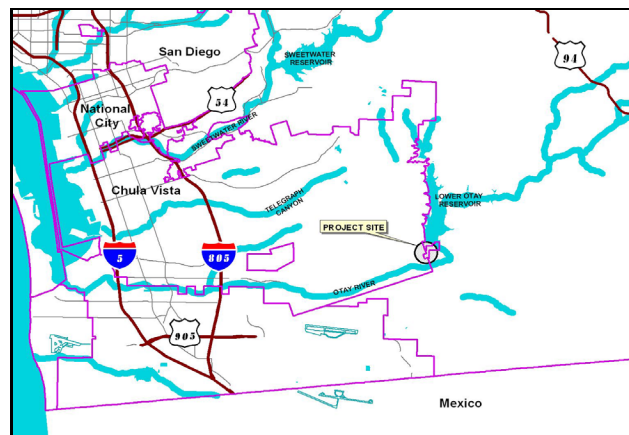 San Diego
SWEETWATER
RESERVOIR
94
National
City
54
SWEETWATER RIVER
Chula Vista
TELEGRAPH
CANYON
LOWER OTAY
RESERVOIR
PROJECT SITE
5
805
OTAY RIVER
905
Mexico